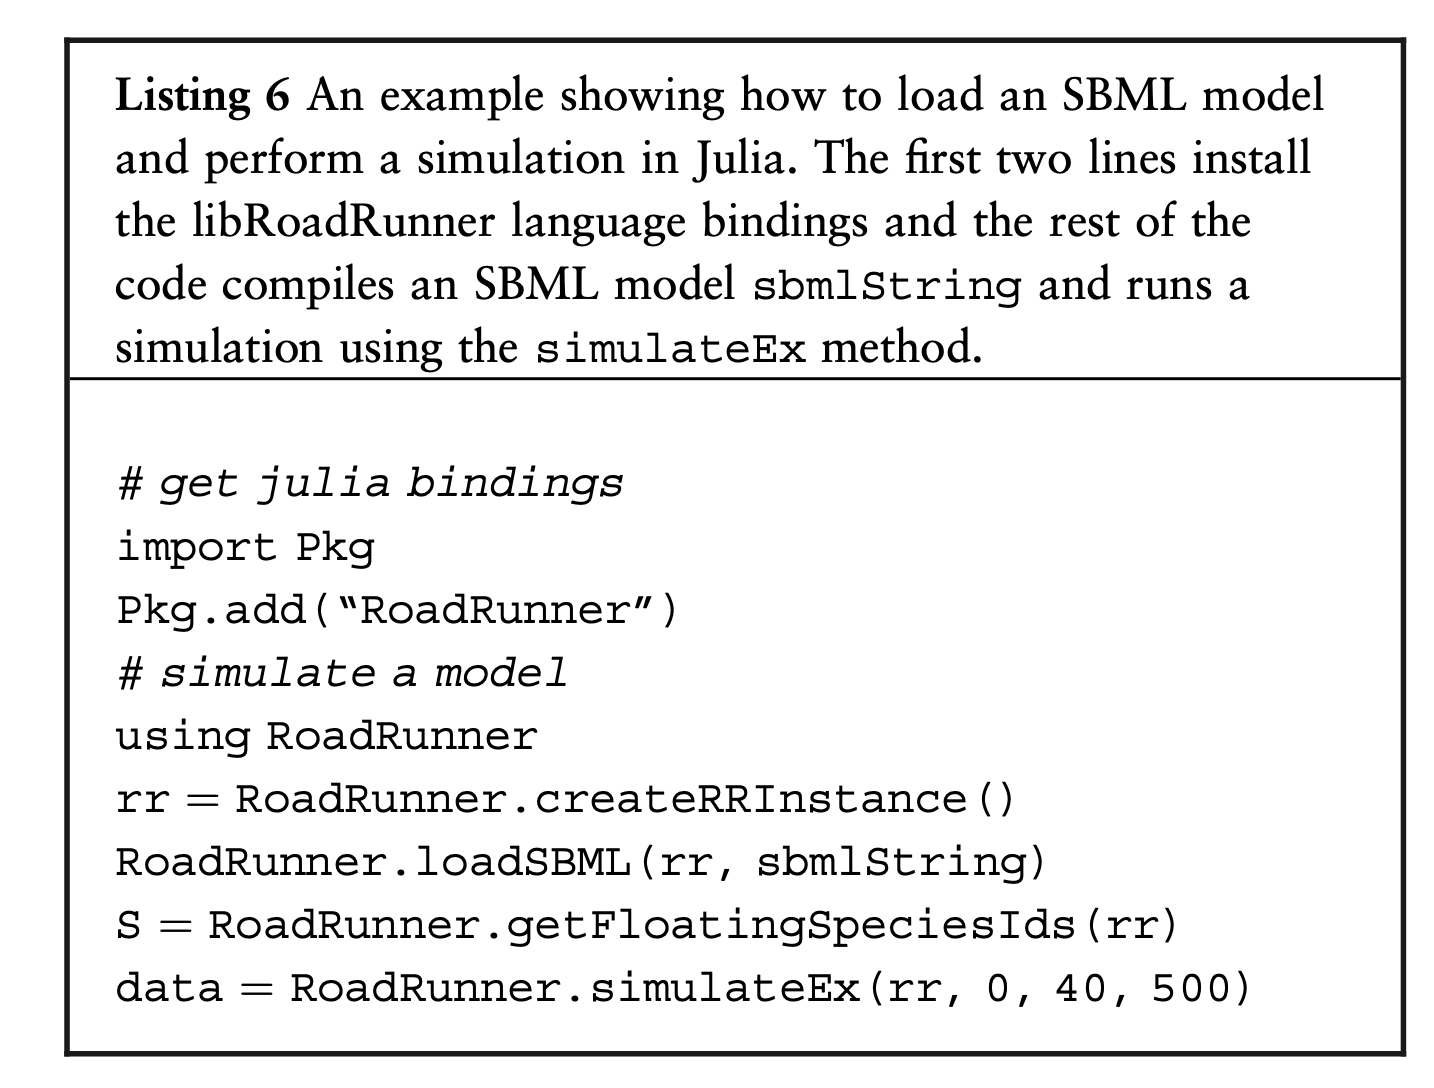 Listing 6 An example showing how to load an SBML model
and perform a simulation in Julia. The first two lines install
the libRoadRunner language bindings and the rest of the
code compiles an SBML model sbmlString and runs a
simulation using the simulateEx method.
# get julia bindings
import Pkg
Pkg.add(“RoadRunner”)
# simulate a model
using RoadRunner
rr = RoadRunner.createRRInstance()
RoadRunner.loadSBML(rr, sbmlString)
S = RoadRunner.getFloatingSpeciesIds(rr)
data = RoadRunner.simulateEx(rr, 0, 40, 500)